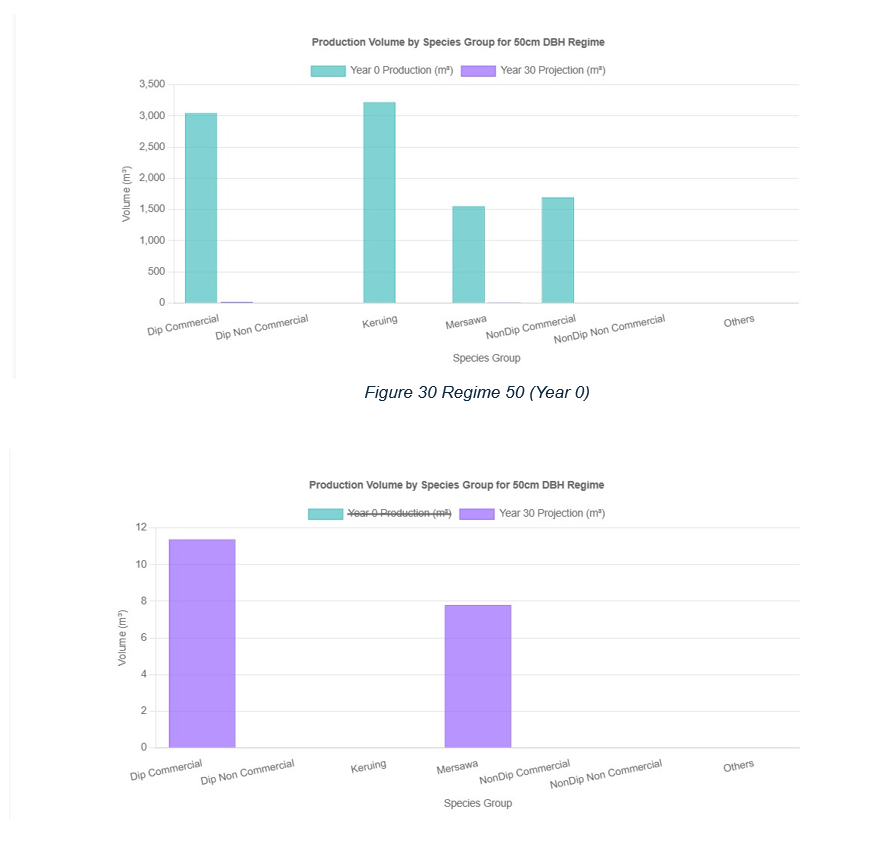 Production Volume by Species Group for 50cm DBH Regime
Year 0 Production (m³) Year 30 Projection (m³)
3,500
3,000
2,500
2,000
1,500
1,000
500
0
Volume (m³)
Dip Commercial
Dip Non Commercial
Keruing
Mersawa
NonDip Commercial
NonDip Non Commercial
Others
Species Group
Figure 30 Regime 50 (Year 0)
Production Volume by Species Group for 50cm DBH Regime
Year 0 Production (m³) Year 30 Projection (m³)
12
10
8
6
4
2
0
Volume (m³)
Dip Commercial
Dip Non Commercial
Keruing
Mersawa
NonDip Commercial
NonDip Non Commercial
Others
Species Group